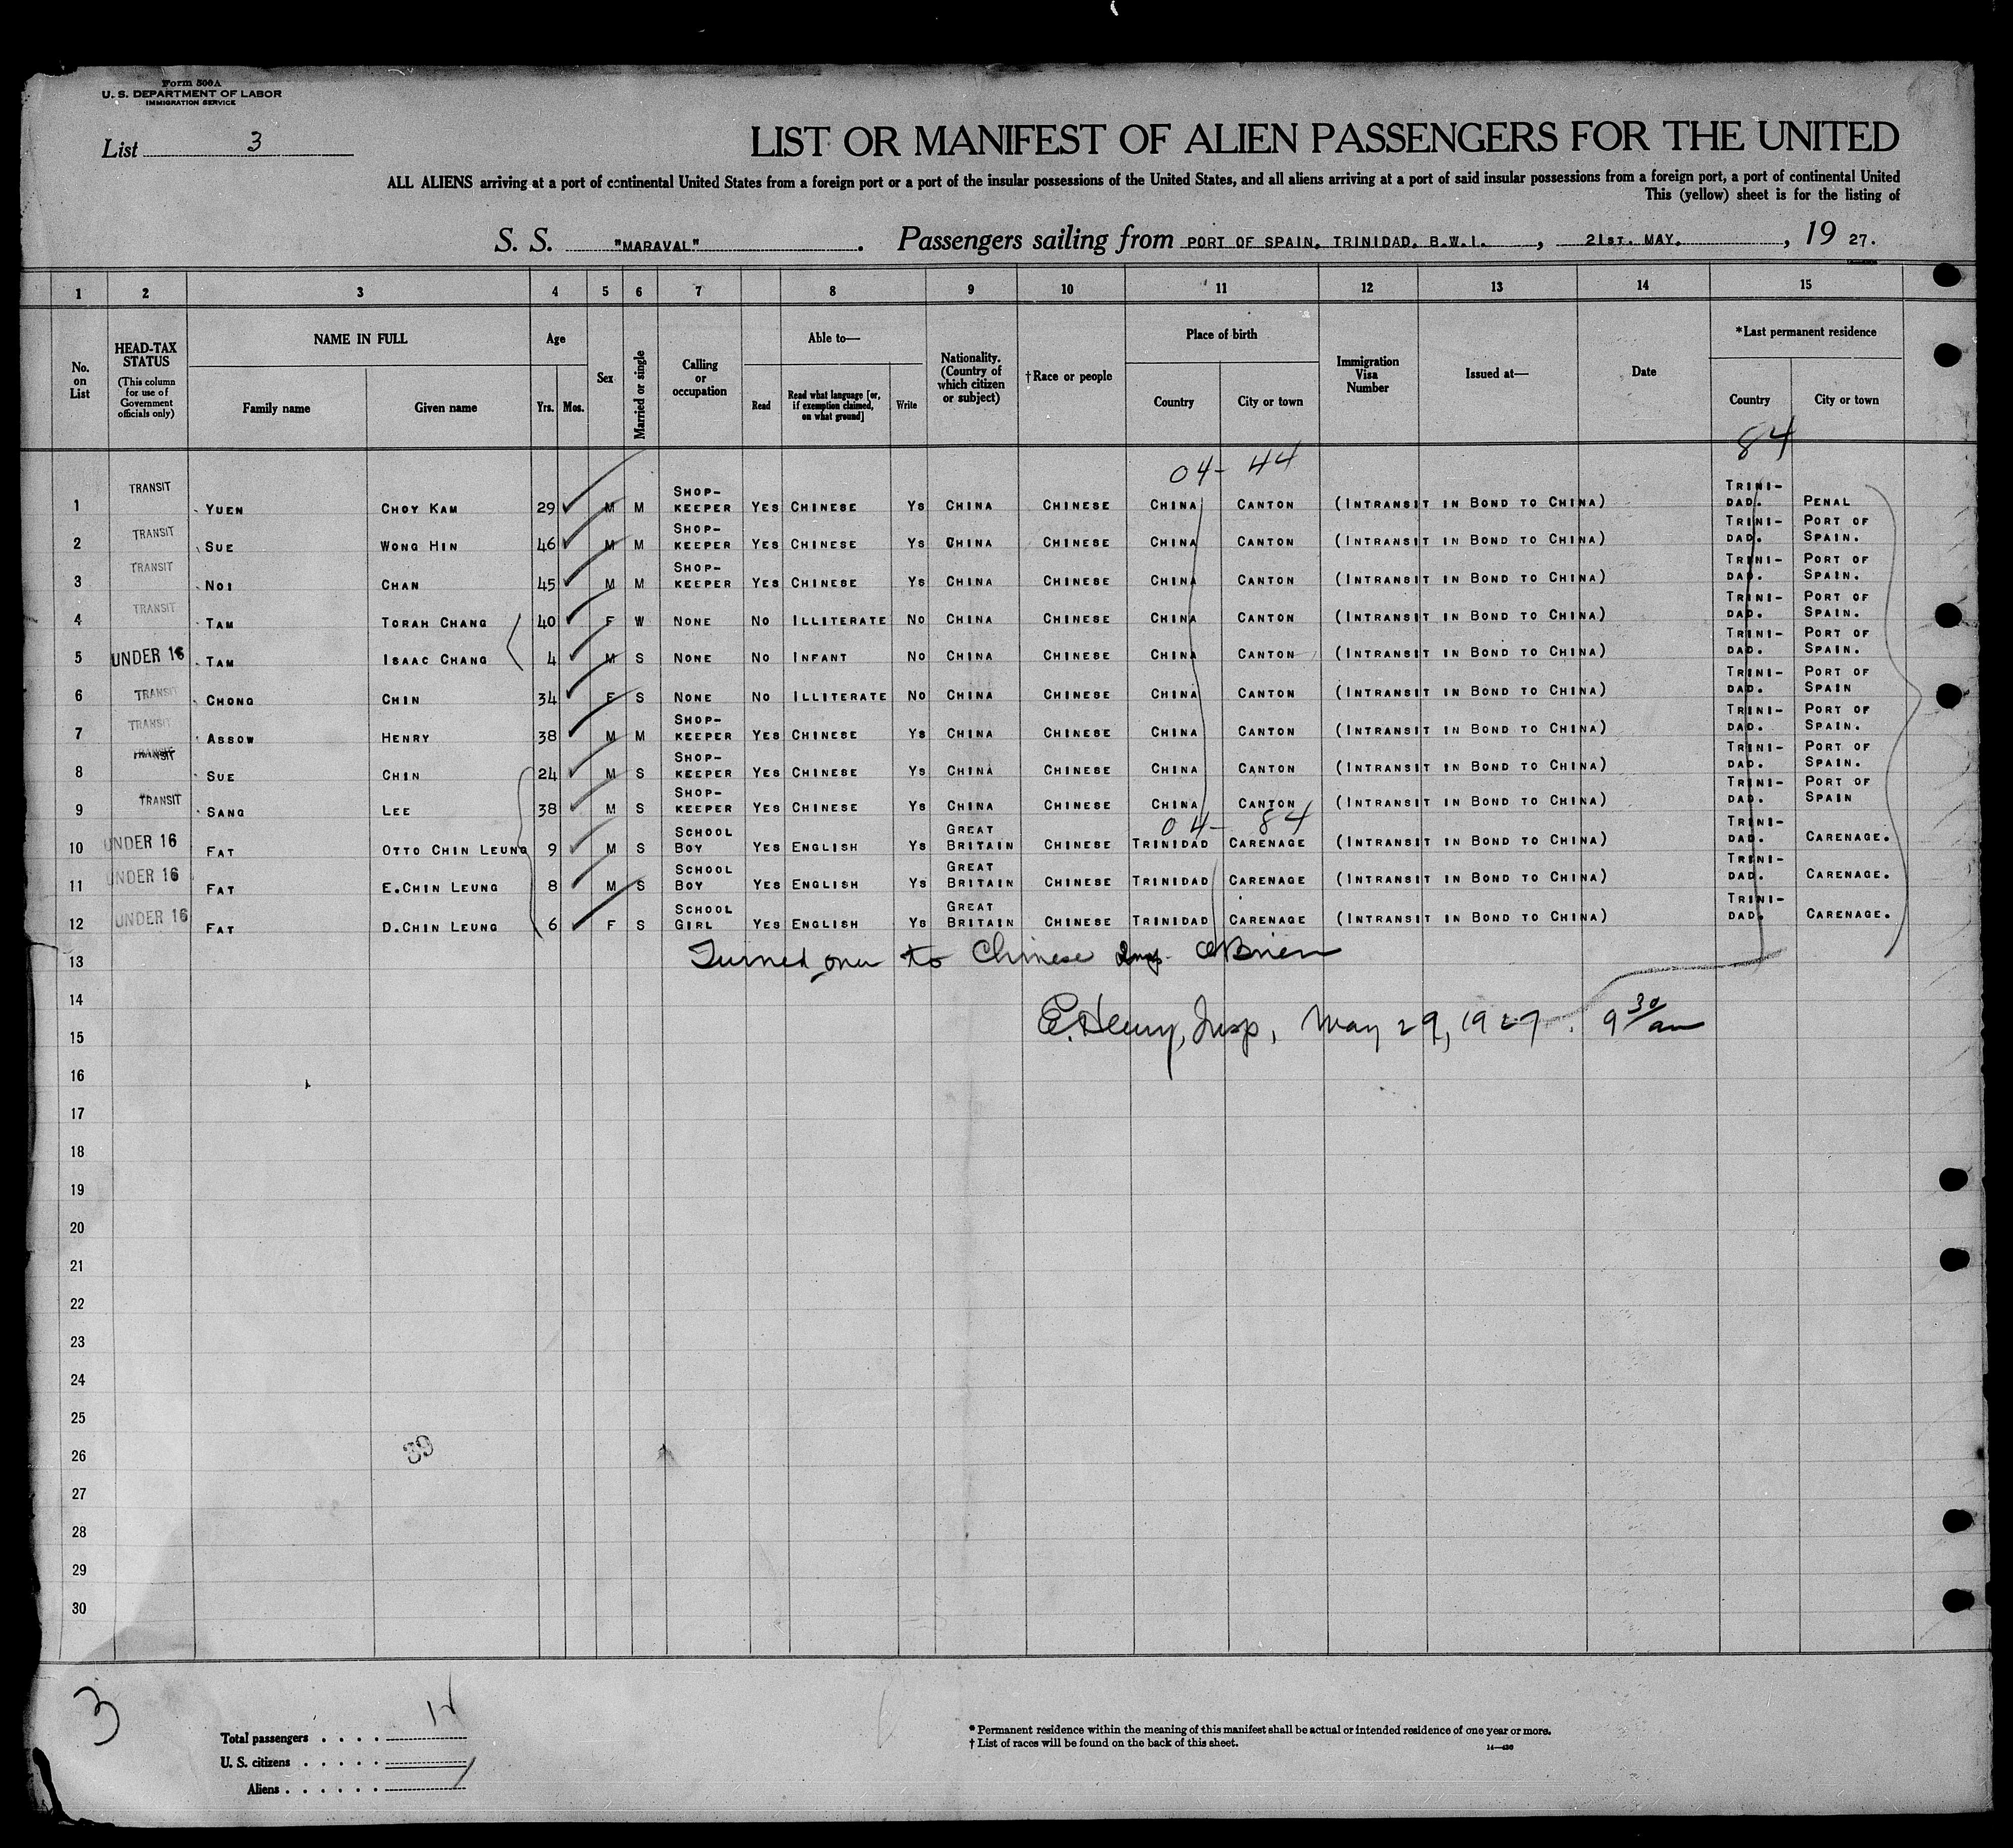 Form 500A
U. S. DEPARTMENT OF LABOR
IMMIGRATION SERVICE
List 3
LIST OR MANIFEST OF ALIEN PASSENGERS FOR THE UNITED
ALL ALIENS arriving at a port of continental United States from a foreign port or a port of the insular possessions of the United States, and all aliens arriving at a port of said insular possessions from a foreign port, a port of continental United
This (yellow) sheet is for the listing of
S. S. "MARAVAL". Passengers sailing from PORT OF SPAIN, TRINIDAD, B.W.I., 21ST. MAY., 19 27.
1 2 3 4 5 6 7 8 9 10 11 12 13 14 15
No. on List
HEAD-TAX STATUS (This column for use of Government officials only)
NAME IN FULL Family name Given name
Age Yrs. Mos.
Sex
Married or single
Calling or occupation
Able to— Read Read what language [or, if exemption claimed, on what ground] Write
Nationality. (Country of which citizen or subject)
†Race or people
Place of birth Country City or town
Immigration Visa Number
Issued at—
Date
*Last permanent residence Country City or town
84
04- 44
1 TRANSIT YUEN CHOY KAM 29 M M SHOP-KEEPER YES CHINESE YS CHINA CHINESE CHINA CANTON (INTRANSIT IN BOND TO CHINA) TRINI-DAD. PENAL
2 TRANSIT SUE WONG HIN 46 M M SHOP-KEEPER YES CHINESE YS CHINA CHINESE CHINA CANTON (INTRANSIT IN BOND TO CHINA) TRINI-DAD. PORT OF SPAIN.
3 TRANSIT NOI CHAN 45 M M SHOP-KEEPER YES CHINESE YS CHINA CHINESE CHINA CANTON (INTRANSIT IN BOND TO CHINA) TRINI-DAD. PORT OF SPAIN.
4 TRANSIT TAM TORAH CHANG 40 F W NONE NO ILLITERATE NO CHINA CHINESE CHINA CANTON (INTRANSIT IN BOND TO CHINA) TRINI-DAD. PORT OF SPAIN.
5 UNDER 16 TAM ISAAC CHANG 4 M S NONE NO INFANT NO CHINA CHINESE CHINA CANTON (INTRANSIT IN BOND TO CHINA) TRINI-DAD. PORT OF SPAIN.
6 TRANSIT CHONG CHIN 34 F S NONE NO ILLITERATE NO CHINA CHINESE CHINA CANTON (INTRANSIT IN BOND TO CHINA) TRINI-DAD. PORT OF SPAIN
7 TRANSIT ASSOW HENRY 38 M M SHOP-KEEPER YES CHINESE YS CHINA CHINESE CHINA CANTON (INTRANSIT IN BOND TO CHINA) TRINI-DAD. PORT OF SPAIN.
8 TRANSIT SUE CHIN 24 M S SHOP-KEEPER YES CHINESE YS CHINA CHINESE CHINA CANTON (INTRANSIT IN BOND TO CHINA) TRINI-DAD. PORT OF SPAIN.
9 TRANSIT SANG LEE 38 M S SHOP-KEEPER YES CHINESE YS CHINA CHINESE CHINA CANTON (INTRANSIT IN BOND TO CHINA) TRINI-DAD. PORT OF SPAIN
04- 84
10 UNDER 16 FAT OTTO CHIN LEUNG 9 M S SCHOOL BOY YES ENGLISH YS GREAT BRITAIN CHINESE TRINIDAD CARENAGE (INTRANSIT IN BOND TO CHINA) TRINI-DAD. CARENAGE.
11 UNDER 16 FAT E.CHIN LEUNG 8 M S SCHOOL BOY YES ENGLISH YS GREAT BRITAIN CHINESE TRINIDAD CARENAGE (INTRANSIT IN BOND TO CHINA) TRINI-DAD. CARENAGE.
12 UNDER 16 FAT D.CHIN LEUNG 6 F S SCHOOL GIRL YES ENGLISH YS GREAT BRITAIN CHINESE TRINIDAD CARENAGE (INTRANSIT IN BOND TO CHINA) TRINI-DAD. CARENAGE.
13 Turned over to Chinese Insp. O'Brien
14
15 E. Henry, Insp, May 29, 1927. 9 30/am
16
17
18
19
20
21
22
23
24
25
26 39
27
28
29
30
3
Total passengers . . . . 12
U. S. citizens . . . . .
Aliens . . . . . .
* Permanent residence within the meaning of this manifest shall be actual or intended residence of one year or more.
† List of races will be found on the back of this sheet.
14—430